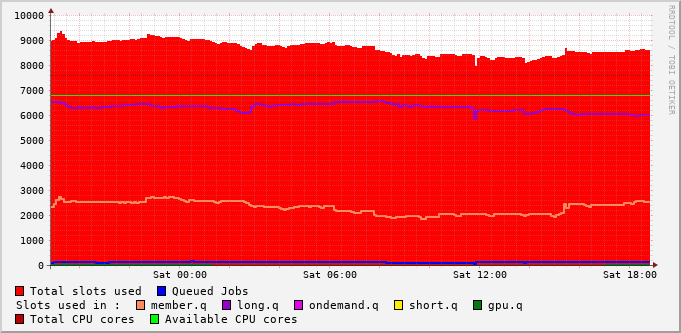 RRDTOOL / TOBI OETIKER
10000
9000
8000
7000
6000
5000
4000
3000
2000
1000
0
Sat 00:00 Sat 06:00 Sat 12:00 Sat 18:00
Total slots used Queued Jobs
Slots used in : member.q long.q ondemand.q short.q gpu.q
Total CPU cores Available CPU cores